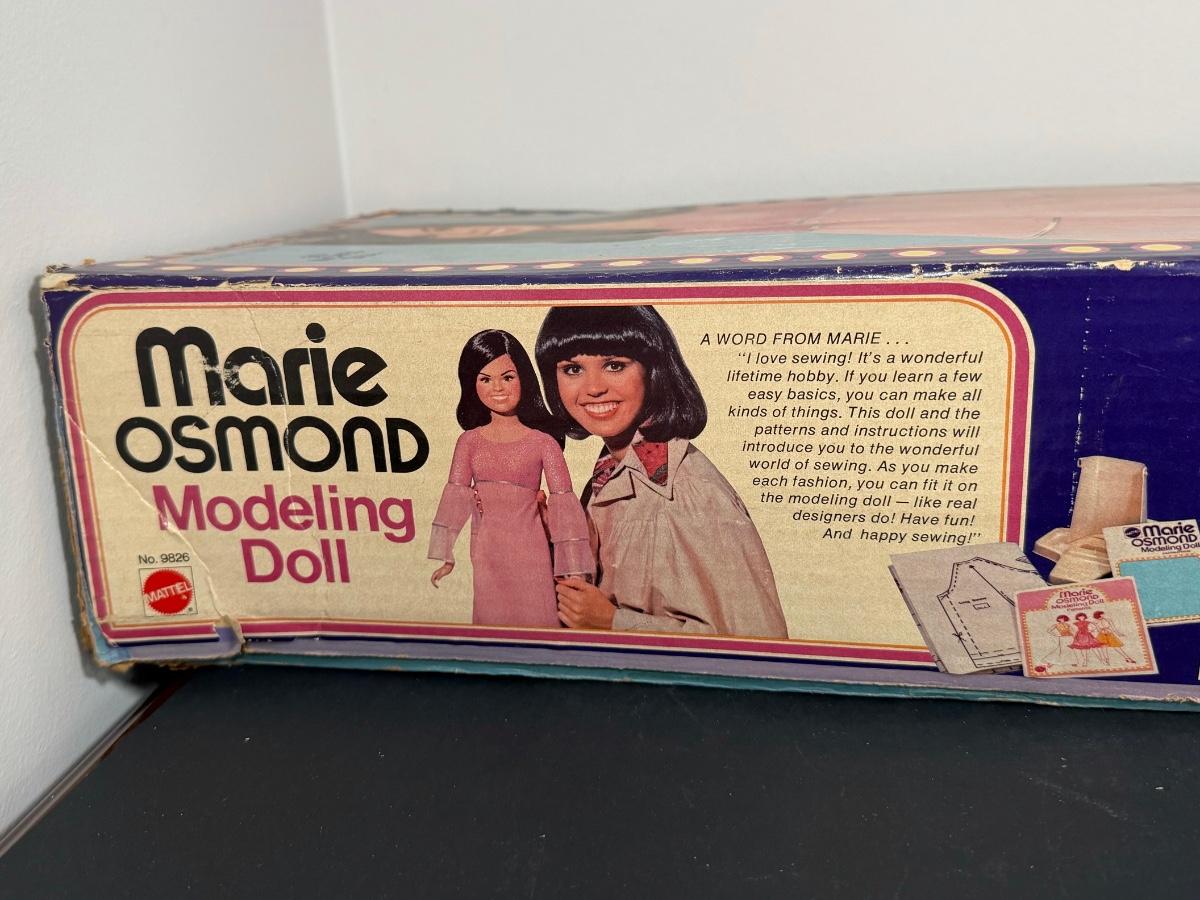 Marie
OSMOND
Modeling
Doll
No. 9826
MATTEL
A WORD FROM MARIE . . .
"I love sewing! It's a wonderful
lifetime hobby. If you learn a few
easy basics, you can make all
kinds of things. This doll and the
patterns and instructions will
introduce you to the wonderful
world of sewing. As you make
each fashion, you can fit it on
the modeling doll — like real
designers do! Have fun!
And happy sewing!"
Marie
OSMOND
Modeling Doll
Marie
OSMOND
Modeling Doll